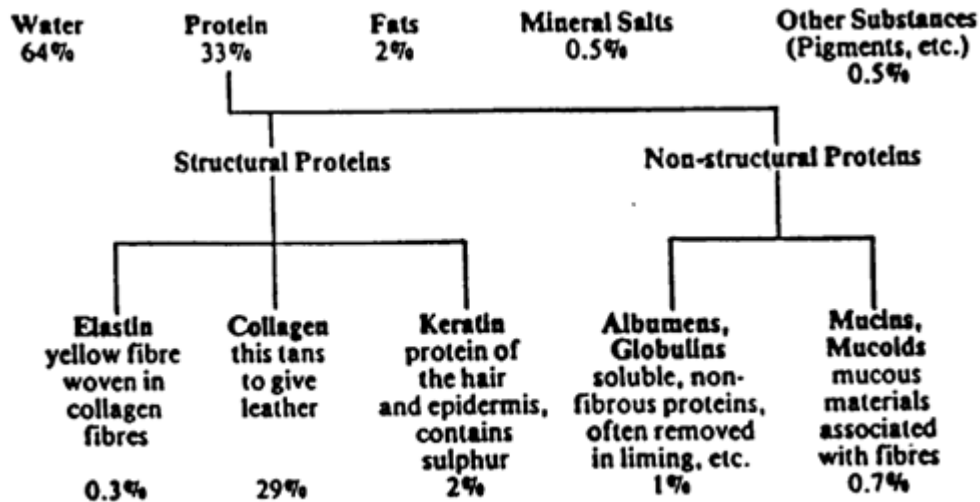 Water Protein Fats Mineral Salts Other Substances
64% 33% 2% 0.5% (Pigments, etc.)
0.5%
Structural Proteins Non-structural Proteins
Elastin
yellow fibre
woven in
collagen
fibres
0.3%
Collagen
this tans
to give
leather
29%
Keratin
protein of
the hair
and epidermis,
contains
sulphur
2%
Albumens,
Globulins
soluble, non-
fibrous proteins,
often removed
in liming, etc.
1%
Mucins,
Mucoids
mucous
materials
associated
with fibres
0.7%